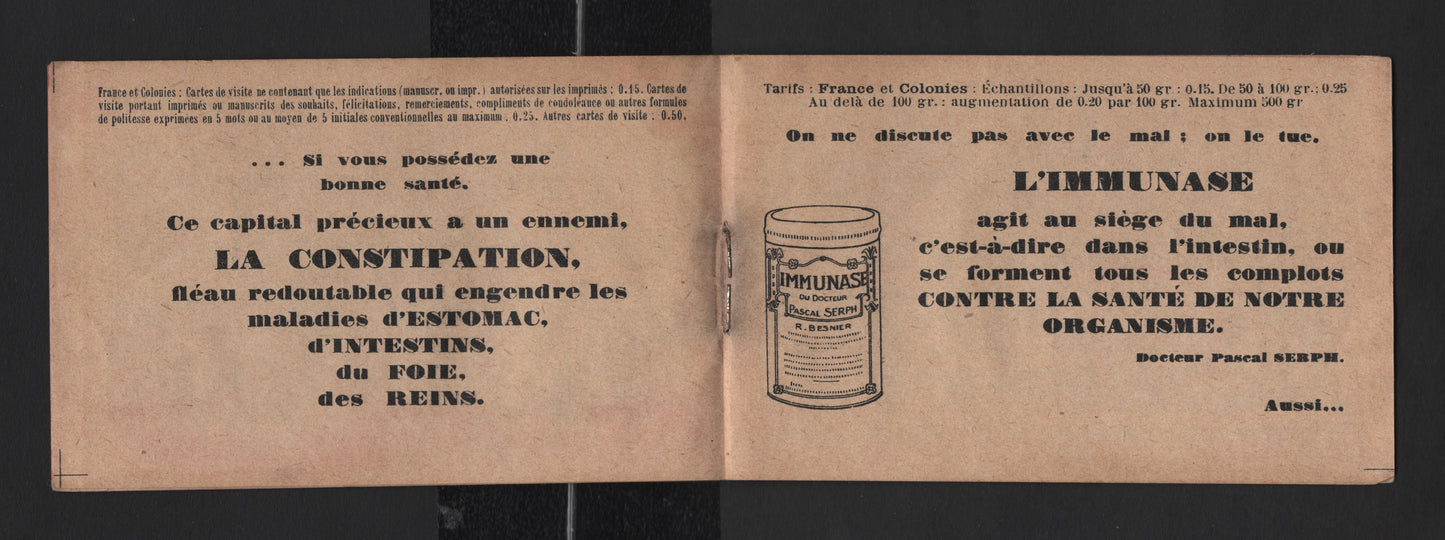 France et Colonies : Cartes de visite ne contenant que les indications (manuscr. ou impr.) autorisées sur les imprimés : 0.15. Cartes de
visite portant imprimés ou manuscrits des souhaits, félicitations, remerciements, compliments de condoléance ou autres formules
de politesse exprimées en 5 mots ou au moyen de 5 initiales conventionnelles au maximum : 0.25. Autres cartes de visite : 0.50.
... Si vous possédez une
bonne santé.
Ce capital précieux a un ennemi,
LA CONSTIPATION,
fléau redoutable qui engendre les
maladies d'ESTOMAC,
d'INTESTINS,
du FOIE,
des REINS.
Tarifs : France et Colonies : Échantillons : Jusqu'à 50 gr. : 0.15. De 50 à 100 gr.: 0.25
Au delà de 100 gr. : augmentation de 0.20 par 100 gr. Maximum 500 gr
On ne discute pas avec le mal ; on le tue.
L'IMMUNASE
agit au siège du mal,
c'est-à-dire dans l'intestin, ou
se forment tous les complots
CONTRE LA SANTÉ DE NOTRE
ORGANISME.
Docteur Pascal SERPH.
Aussi...
IMMUNASE
DU DOCTEUR
PASCAL SERPH
R. BESNIER